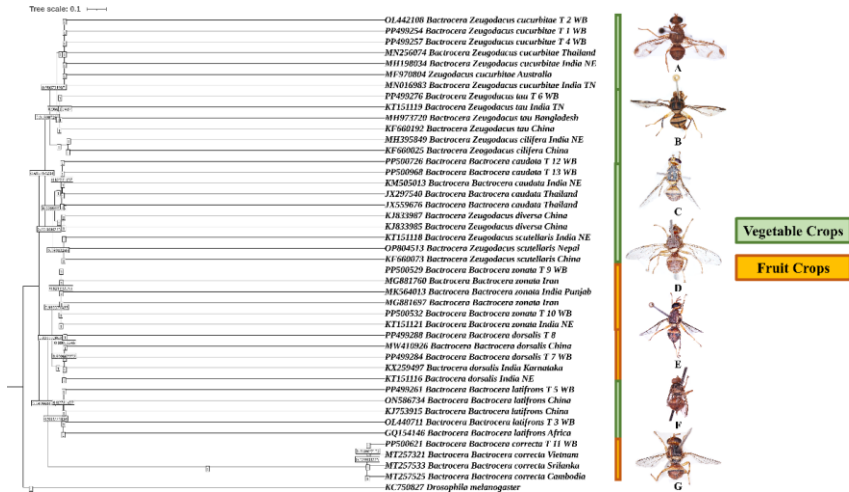 Tree scale: 0.1
OL442108 Bactrocera Zeugodacus cucurbitae T 2 WB
PP499254 Bactrocera Zeugodacus cucurbitae T 1 WB
PP499257 Bactrocera Zeugodacus cucurbitae T 4 WB
MN256074 Bactrocera Zeugodacus cucurbitae Thailand
MH198034 Bactrocera Zeugodacus cucurbitae India NE
MF970804 Zeugodacus cucurbitae Australia
MN016983 Bactrocera Zeugodacus cucurbitae India TN
PP499276 Bactrocera Zeugodacus tau T 6 WB
KT151119 Bactrocera Zeugodacus tau India TN
MH973720 Bactrocera Zeugodacus tau Bangladesh
KF660192 Bactrocera Zeugodacus tau China
MH395849 Bactrocera Zeugodacus cilifera India NE
KF660025 Bactrocera Zeugodacus cilifera China
PP500726 Bactrocera Bactrocera caudata T 12 WB
PP500968 Bactrocera Bactrocera caudata T 13 WB
KM505013 Bactrocera Bactrocera caudata India NE
JX297540 Bactrocera Bactrocera caudata Thailand
JX559676 Bactrocera Bactrocera caudata Thailand
KJ833987 Bactrocera Zeugodacus diversa China
KJ833985 Bactrocera Zeugodacus diversa China
KT151118 Bactrocera Zeugodacus scutellaris India NE
OP804513 Bactrocera Zeugodacus scutellaris Nepal
KF660073 Bactrocera Zeugodacus scutellaris China
PP500529 Bactrocera Bactrocera zonata T 9 WB
MG881760 Bactrocera Bactrocera zonata Iran
MK564013 Bactrocera Bactrocera zonata India Punjab
MG881697 Bactrocera Bactrocera zonata Iran
PP500532 Bactrocera Bactrocera zonata T 10 WB
KT151121 Bactrocera Bactrocera zonata India NE
PP499288 Bactrocera Bactrocera dorsalis T 8
MW410926 Bactrocera Bactrocera dorsalis China
PP499284 Bactrocera Bactrocera dorsalis T 7 WB
KX259497 Bactrocera dorsalis India Karnataka
KT151116 Bactrocera dorsalis India NE
PP499261 Bactrocera Bactrocera latifrons T 5 WB
ON586734 Bactrocera Bactrocera latifrons China
KJ753915 Bactrocera Bactrocera latifrons China
OL440711 Bactrocera Bactrocera latifrons T 3 WB
GQ154146 Bactrocera Bactrocera latifrons Africa
PP500621 Bactrocera Bactrocera correcta T 11 WB
MT257321 Bactrocera Bactrocera correcta Vietnam
MT257533 Bactrocera Bactrocera correcta Srilanka
MT257525 Bactrocera Bactrocera correcta Cambodia
KC750827 Drosophila melanogaster
A
B
C
D
E
F
G
Vegetable Crops
Fruit Crops